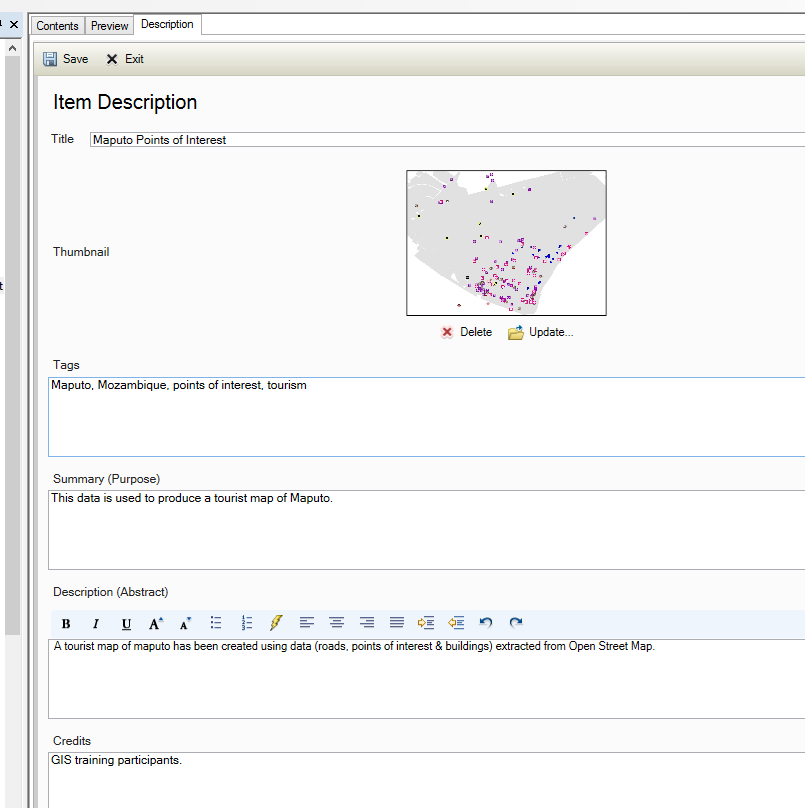 Contents Preview Description
Save Exit
Item Description
Title Maputo Points of Interest
Thumbnail
Delete Update...
Tags
Maputo, Mozambique, points of interest, tourism
Summary (Purpose)
This data is used to produce a tourist map of Maputo.
Description (Abstract)
B I U A A
A tourist map of maputo has been created using data (roads, points of interest & buildings) extracted from Open Street Map.
Credits
GIS training participants.